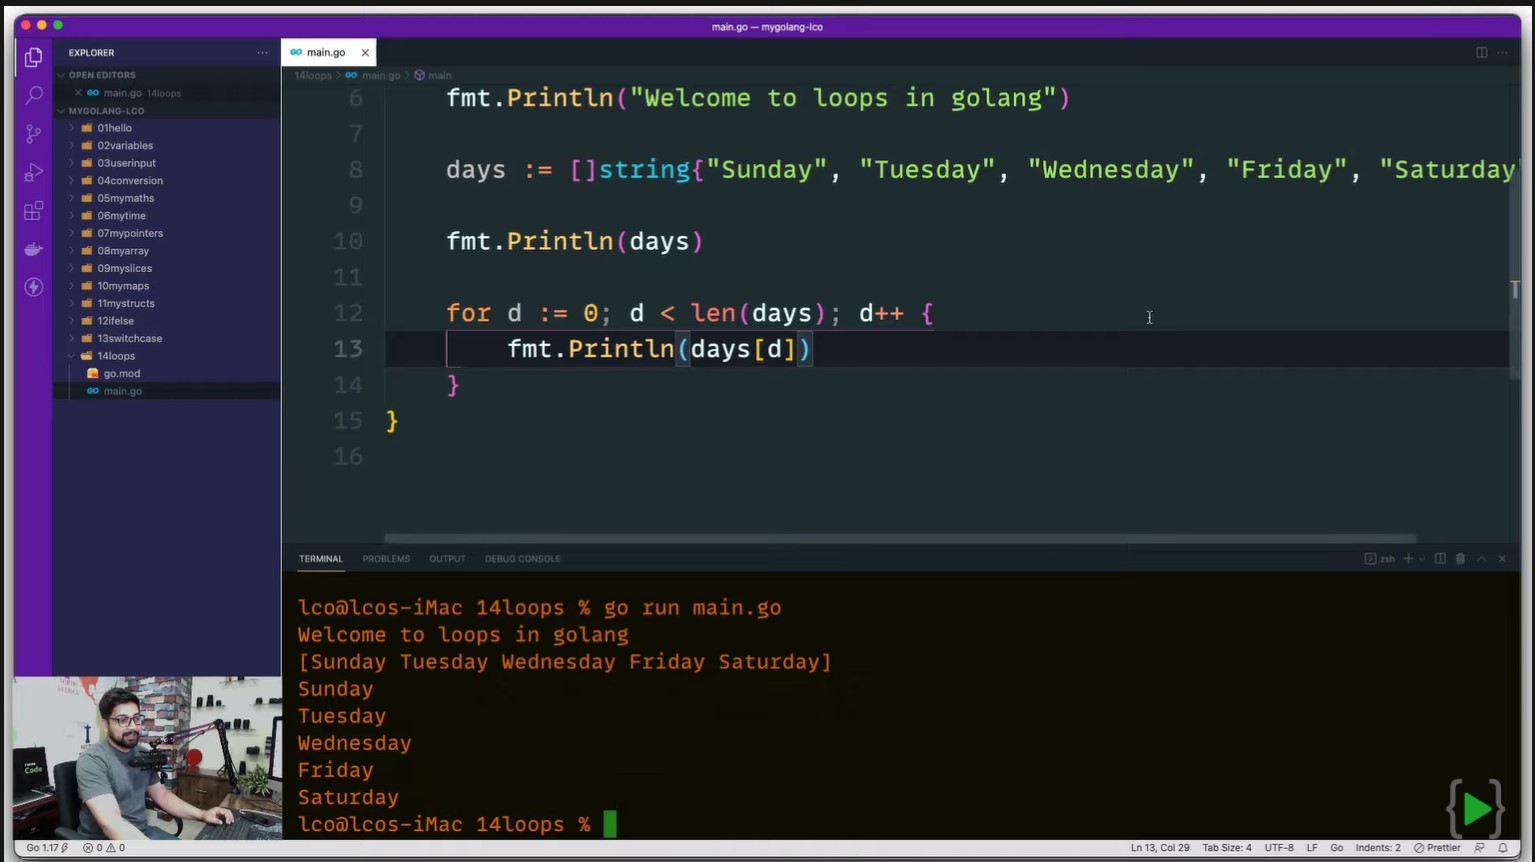 main.go — mygolang-lco
EXPLORER
main.go
OPEN EDITORS
main.go 14loops
MYGOLANG-LCO
01hello
02variables
03userinput
04conversion
05mymaths
06mytime
07mypointers
08myarray
09myslices
10mymaps
11mystructs
12ifelse
13switchcase
14loops
go.mod
main.go
14loops > main.go > main
6 fmt.Println("Welcome to loops in golang")
7
8 days := []string{"Sunday", "Tuesday", "Wednesday", "Friday", "Saturday"
9
10 fmt.Println(days)
11
12 for d := 0; d < len(days); d++ {
13 fmt.Println(days[d])
14 }
15 }
16
TERMINAL PROBLEMS OUTPUT DEBUG CONSOLE
zsh
lco@lcos-iMac 14loops % go run main.go
Welcome to loops in golang
[Sunday Tuesday Wednesday Friday Saturday]
Sunday
Tuesday
Wednesday
Friday
Saturday
lco@lcos-iMac 14loops %
Code
Go 1.17 0 0
Ln 13, Col 29 Tab Size: 4 UTF-8 LF Go Indents: 2 Prettier